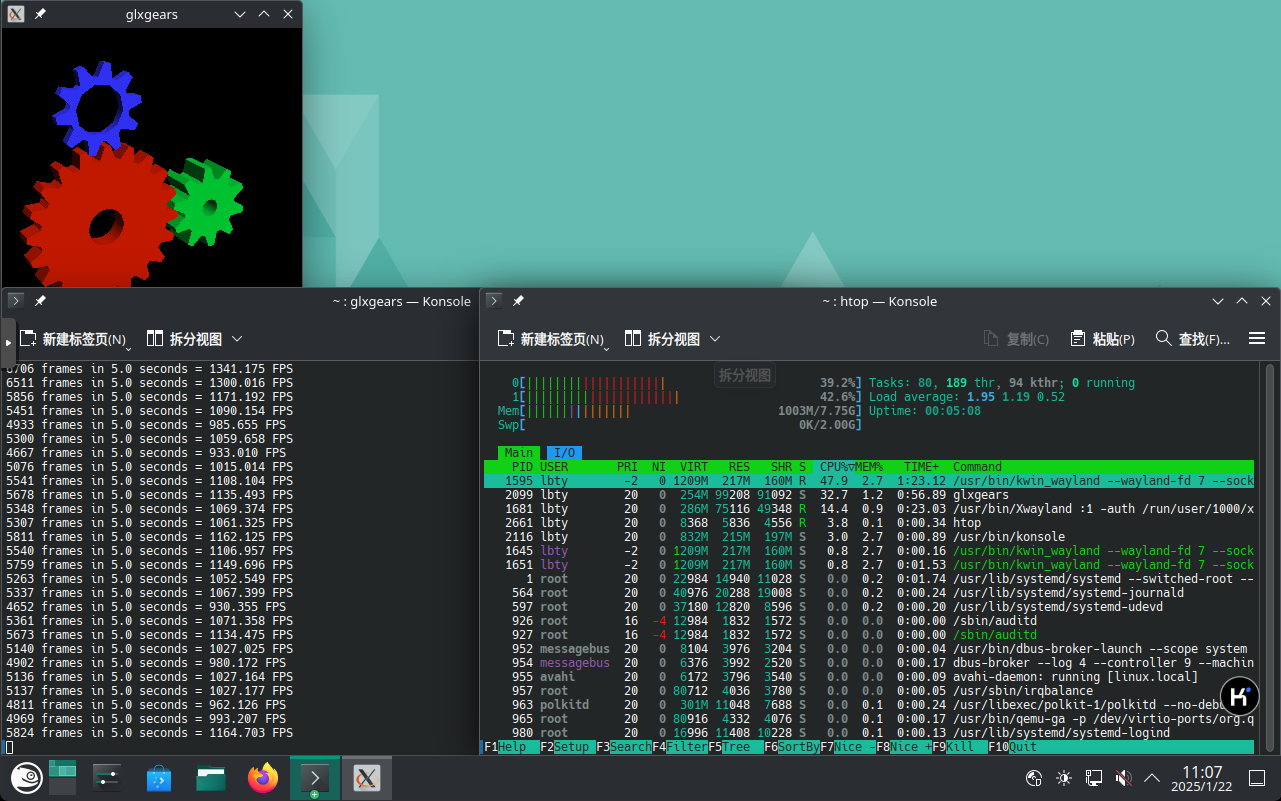 glxgears
~ : glxgears — Konsole
新建标签页(N)
拆分视图
6706 frames in 5.0 seconds = 1341.175 FPS
6511 frames in 5.0 seconds = 1300.016 FPS
5856 frames in 5.0 seconds = 1171.192 FPS
5451 frames in 5.0 seconds = 1090.154 FPS
4933 frames in 5.0 seconds = 985.655 FPS
5300 frames in 5.0 seconds = 1059.658 FPS
4667 frames in 5.0 seconds = 933.010 FPS
5076 frames in 5.0 seconds = 1015.014 FPS
5541 frames in 5.0 seconds = 1108.104 FPS
5678 frames in 5.0 seconds = 1135.493 FPS
5348 frames in 5.0 seconds = 1069.374 FPS
5307 frames in 5.0 seconds = 1061.325 FPS
5811 frames in 5.0 seconds = 1162.125 FPS
5540 frames in 5.0 seconds = 1106.957 FPS
5759 frames in 5.0 seconds = 1149.696 FPS
5263 frames in 5.0 seconds = 1052.549 FPS
5337 frames in 5.0 seconds = 1067.399 FPS
4652 frames in 5.0 seconds = 930.355 FPS
5361 frames in 5.0 seconds = 1071.358 FPS
5673 frames in 5.0 seconds = 1134.475 FPS
5140 frames in 5.0 seconds = 1027.025 FPS
4902 frames in 5.0 seconds = 980.172 FPS
5136 frames in 5.0 seconds = 1027.164 FPS
5137 frames in 5.0 seconds = 1027.177 FPS
4811 frames in 5.0 seconds = 962.126 FPS
4969 frames in 5.0 seconds = 993.207 FPS
5824 frames in 5.0 seconds = 1164.703 FPS
~ : htop — Konsole
新建标签页(N) 拆分视图 复制(C) 粘贴(P) 查找(F)...
拆分视图
0[||||||||||||||||||||39.2%] Tasks: 80, 189 thr, 94 kthr; 0 running
1[||||||||||||||||||||||42.6%] Load average: 1.95 1.19 0.52
Mem[|||||||||||||||1003M/7.75G] Uptime: 00:05:08
Swp[0K/2.00G]
Main I/O
PID USER PRI NI VIRT RES SHR S CPU%▽MEM% TIME+ Command
1595 lbty -2 0 1209M 217M 160M R 47.9 2.7 1:23.12 /usr/bin/kwin_wayland --wayland-fd 7 --sock
2099 lbty 20 0 254M 99208 91092 S 32.7 1.2 0:56.89 glxgears
1681 lbty 20 0 286M 75116 49348 R 14.4 0.9 0:23.03 /usr/bin/Xwayland :1 -auth /run/user/1000/x
2661 lbty 20 0 8368 5836 4556 R 3.8 0.1 0:00.34 htop
2116 lbty 20 0 832M 215M 197M S 3.0 2.7 0:00.89 /usr/bin/konsole
1645 lbty -2 0 1209M 217M 160M S 0.8 2.7 0:00.16 /usr/bin/kwin_wayland --wayland-fd 7 --sock
1651 lbty -2 0 1209M 217M 160M S 0.8 2.7 0:01.53 /usr/bin/kwin_wayland --wayland-fd 7 --sock
1 root 20 0 22984 14940 11028 S 0.0 0.2 0:01.74 /usr/lib/systemd/systemd --switched-root --
564 root 20 0 40976 20288 19008 S 0.0 0.2 0:00.24 /usr/lib/systemd/systemd-journald
597 root 20 0 37180 12820 8596 S 0.0 0.2 0:00.20 /usr/lib/systemd/systemd-udevd
926 root 16 -4 12984 1832 1572 S 0.0 0.0 0:00.00 /sbin/auditd
927 root 16 -4 12984 1832 1572 S 0.0 0.0 0:00.00 /sbin/auditd
952 messagebus 20 0 8104 3976 3204 S 0.0 0.0 0:00.04 /usr/bin/dbus-broker-launch --scope system
954 messagebus 20 0 6376 3992 2520 S 0.0 0.0 0:00.17 dbus-broker --log 4 --controller 9 --machin
955 avahi 20 0 6172 3796 3540 S 0.0 0.0 0:00.09 avahi-daemon: running [linux.local]
957 root 20 0 80712 4036 3780 S 0.0 0.0 0:00.05 /usr/sbin/irqbalance
963 polkitd 20 0 301M 11048 7688 S 0.0 0.1 0:00.24 /usr/libexec/polkit-1/polkitd --no-deb
965 root 20 0 80916 4332 4076 S 0.0 0.1 0:00.17 /usr/bin/qemu-ga -p /dev/virtio-ports/org.q
980 root 20 0 16996 11408 10228 S 0.0 0.1 0:00.13 /usr/lib/systemd/systemd-logind
F1Help F2Setup F3SearchF4FilterF5Tree F6SortByF7Nice -F8Nice +F9Kill F10Quit
11:07
2025/1/22